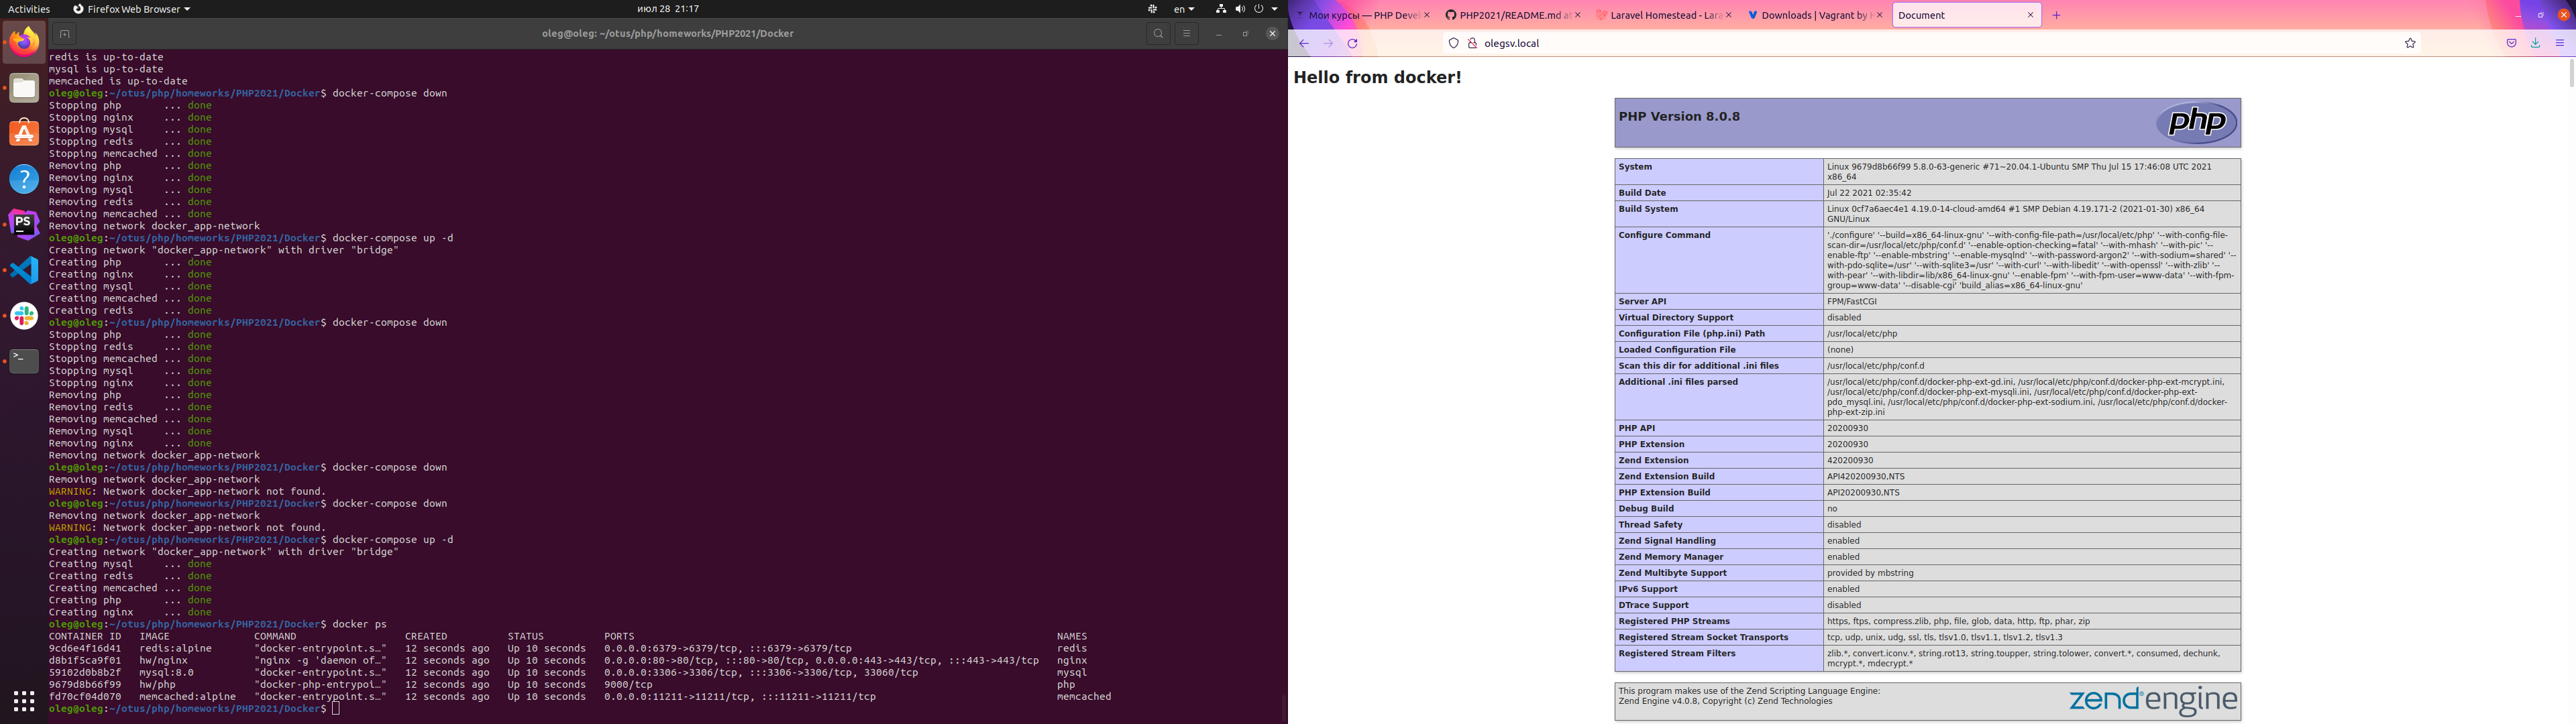 Activities
Firefox Web Browser
июл 28 21:17
en
oleg@oleg: ~/otus/php/homeworks/PHP2021/Docker
redis is up-to-date
mysql is up-to-date
memcached is up-to-date
oleg@oleg:~/otus/php/homeworks/PHP2021/Docker$ docker-compose down
Stopping php ... done
Stopping nginx ... done
Stopping mysql ... done
Stopping redis ... done
Stopping memcached ... done
Removing php ... done
Removing nginx ... done
Removing mysql ... done
Removing redis ... done
Removing memcached ... done
Removing network docker_app-network
oleg@oleg:~/otus/php/homeworks/PHP2021/Docker$ docker-compose up -d
Creating network "docker_app-network" with driver "bridge"
Creating php ... done
Creating nginx ... done
Creating mysql ... done
Creating memcached ... done
Creating redis ... done
oleg@oleg:~/otus/php/homeworks/PHP2021/Docker$ docker-compose down
Stopping php ... done
Stopping redis ... done
Stopping memcached ... done
Stopping mysql ... done
Stopping nginx ... done
Removing php ... done
Removing redis ... done
Removing memcached ... done
Removing mysql ... done
Removing nginx ... done
Removing network docker_app-network
oleg@oleg:~/otus/php/homeworks/PHP2021/Docker$ docker-compose down
Removing network docker_app-network
WARNING: Network docker_app-network not found.
oleg@oleg:~/otus/php/homeworks/PHP2021/Docker$ docker-compose down
Removing network docker_app-network
WARNING: Network docker_app-network not found.
oleg@oleg:~/otus/php/homeworks/PHP2021/Docker$ docker-compose up -d
Creating network "docker_app-network" with driver "bridge"
Creating mysql ... done
Creating redis ... done
Creating memcached ... done
Creating php ... done
Creating nginx ... done
oleg@oleg:~/otus/php/homeworks/PHP2021/Docker$ docker ps
CONTAINER ID IMAGE COMMAND CREATED STATUS PORTS NAMES
9cd6e4f16d41 redis:alpine "docker-entrypoint.s…" 12 seconds ago Up 10 seconds 0.0.0.0:6379->6379/tcp, :::6379->6379/tcp redis
d8b1f5ca9f01 hw/nginx "nginx -g 'daemon of…" 12 seconds ago Up 10 seconds 0.0.0.0:80->80/tcp, :::80->80/tcp, 0.0.0.0:443->443/tcp, :::443->443/tcp nginx
59102d0b8b2f mysql:8.0 "docker-entrypoint.s…" 12 seconds ago Up 10 seconds 0.0.0.0:3306->3306/tcp, :::3306->3306/tcp, 33060/tcp mysql
9679d8b66f99 hw/php "docker-php-entrypoi…" 12 seconds ago Up 10 seconds 9000/tcp php
fd70cf04d070 memcached:alpine "docker-entrypoint.s…" 12 seconds ago Up 10 seconds 0.0.0.0:11211->11211/tcp, :::11211->11211/tcp memcached
oleg@oleg:~/otus/php/homeworks/PHP2021/Docker$
PS
Мои курсы — PHP Devel
PHP2021/README.md at
Laravel Homestead - Lara
Downloads | Vagrant by H
Document
olegsv.local
Hello from docker!
PHP Version 8.0.8
php
System Linux 9679d8b66f99 5.8.0-63-generic #71~20.04.1-Ubuntu SMP Thu Jul 15 17:46:08 UTC 2021
x86_64
Build Date Jul 22 2021 02:35:42
Build System Linux 0cf7a6aec4e1 4.19.0-14-cloud-amd64 #1 SMP Debian 4.19.171-2 (2021-01-30) x86_64
GNU/Linux
Configure Command './configure' '--build=x86_64-linux-gnu' '--with-config-file-path=/usr/local/etc/php' '--with-config-file-
scan-dir=/usr/local/etc/php/conf.d' '--enable-option-checking=fatal' '--with-mhash' '--with-pic' '--
enable-ftp' '--enable-mbstring' '--enable-mysqlnd' '--with-password-argon2' '--with-sodium=shared' '--
with-pdo-sqlite=/usr' '--with-sqlite3=/usr' '--with-curl' '--with-libedit' '--with-openssl' '--with-zlib' '--
with-pear' '--with-libdir=lib/x86_64-linux-gnu' '--enable-fpm' '--with-fpm-user=www-data' '--with-fpm-
group=www-data' '--disable-cgi' 'build_alias=x86_64-linux-gnu'
Server API FPM/FastCGI
Virtual Directory Support disabled
Configuration File (php.ini) Path /usr/local/etc/php
Loaded Configuration File (none)
Scan this dir for additional .ini files /usr/local/etc/php/conf.d
Additional .ini files parsed /usr/local/etc/php/conf.d/docker-php-ext-gd.ini, /usr/local/etc/php/conf.d/docker-php-ext-mcrypt.ini,
/usr/local/etc/php/conf.d/docker-php-ext-mysqli.ini, /usr/local/etc/php/conf.d/docker-php-ext-
pdo_mysql.ini, /usr/local/etc/php/conf.d/docker-php-ext-sodium.ini, /usr/local/etc/php/conf.d/docker-
php-ext-zip.ini
PHP API 20200930
PHP Extension 20200930
Zend Extension 420200930
Zend Extension Build API420200930,NTS
PHP Extension Build API20200930,NTS
Debug Build no
Thread Safety disabled
Zend Signal Handling enabled
Zend Memory Manager enabled
Zend Multibyte Support provided by mbstring
IPv6 Support enabled
DTrace Support disabled
Registered PHP Streams https, ftps, compress.zlib, php, file, glob, data, http, ftp, phar, zip
Registered Stream Socket Transports tcp, udp, unix, udg, ssl, tls, tlsv1.0, tlsv1.1, tlsv1.2, tlsv1.3
Registered Stream Filters zlib.*, convert.iconv.*, string.rot13, string.toupper, string.tolower, convert.*, consumed, dechunk,
mcrypt.*, mdecrypt.*
This program makes use of the Zend Scripting Language Engine:
Zend Engine v4.0.8, Copyright (c) Zend Technologies
zend engine